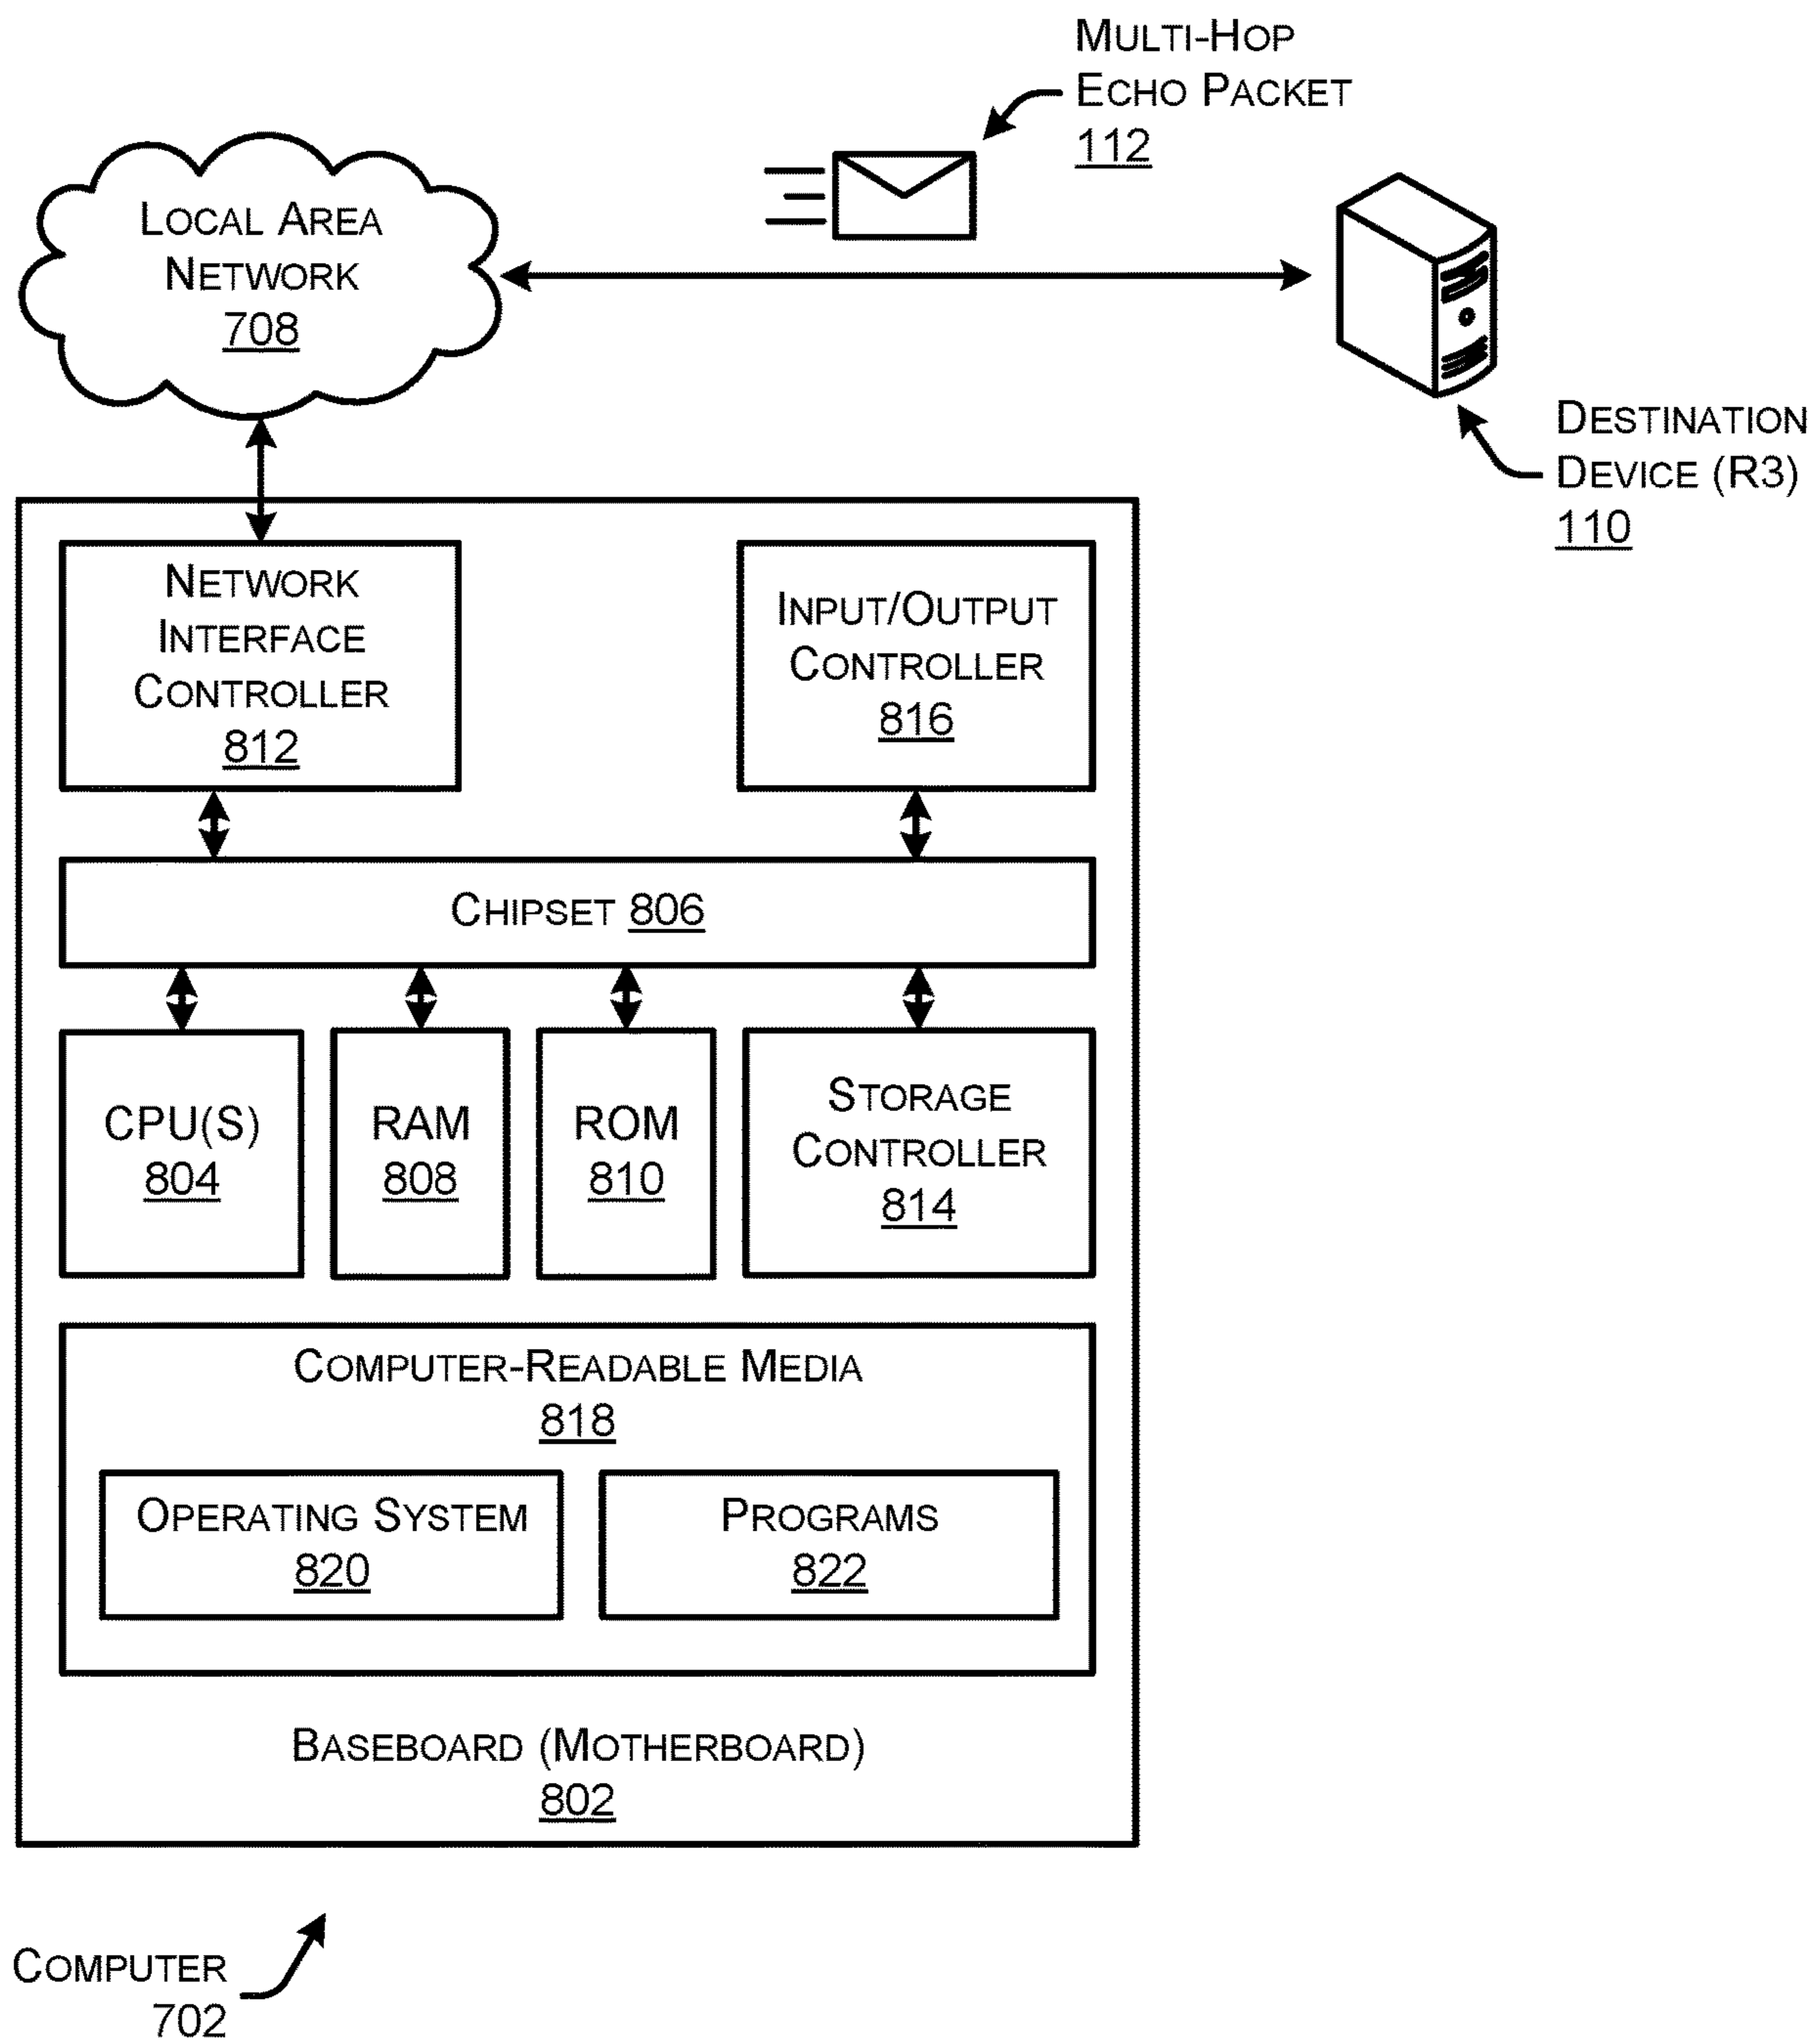 MULTI-HOP
ECHO PACKET
112
LOCAL AREA
NETWORK
708
DESTINATION
DEVICE (R3)
110
NETWORK
INTERFACE
CONTROLLER
812
INPUT/OUTPUT
CONTROLLER
816
CHIPSET 806
CPU(S)
804
RAM
808
ROM
810
STORAGE
CONTROLLER
814
COMPUTER-READABLE MEDIA
818
OPERATING SYSTEM
820
PROGRAMS
822
BASEBOARD (MOTHERBOARD)
802
COMPUTER
702